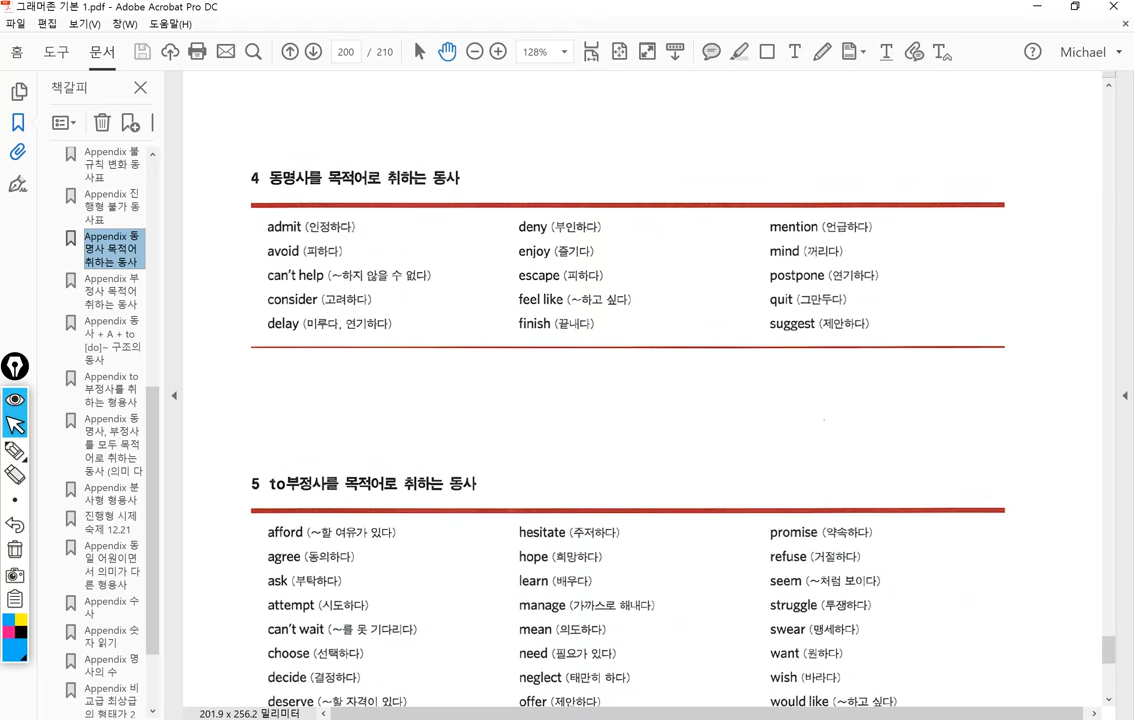 그래머존 기본 1.pdf - Adobe Acrobat Pro DC
파일 편집 보기(V) 창(W) 도움말(H)
홈 도구 문서 200 / 210 128% Michael
책갈피
Appendix 불
규칙 변화 동
사표
Appendix 진
행형 불가 동
사표
Appendix 동
명사 목적어
취하는 동사
Appendix 부
정사 목적어
취하는 동사
Appendix 동
사 + A + to
[do]~ 구조의
동사
Appendix to
부정사를 취
하는 형용사
Appendix 동
명사, 부정사
를 모두 목적
어로 취하는
동사 (의미 다
Appendix 분
사형 형용사
진행형 시제
숙제 12.21
Appendix 동
일 어원이면
서 의미가 다
른 형용사
Appendix 수
사
Appendix 숫
자 읽기
Appendix 명
사의 수
Appendix 비
교급 최상급
의 형태가 2
4 동명사를 목적어로 취하는 동사
admit (인정하다) deny (부인하다) mention (언급하다)
avoid (피하다) enjoy (즐기다) mind (꺼리다)
can't help (~하지 않을 수 없다) escape (피하다) postpone (연기하다)
consider (고려하다) feel like (~하고 싶다) quit (그만두다)
delay (미루다, 연기하다) finish (끝내다) suggest (제안하다)
5 to부정사를 목적어로 취하는 동사
afford (~할 여유가 있다) hesitate (주저하다) promise (약속하다)
agree (동의하다) hope (희망하다) refuse (거절하다)
ask (부탁하다) learn (배우다) seem (~처럼 보이다)
attempt (시도하다) manage (가까스로 해내다) struggle (투쟁하다)
can't wait (~를 못 기다리다) mean (의도하다) swear (맹세하다)
choose (선택하다) need (필요가 있다) want (원하다)
decide (결정하다) neglect (태만히 하다) wish (바라다)
deserve (~할 자격이 있다) offer (제안하다) would like (~하고 싶다)
201.9 x 256.2 밀리미터